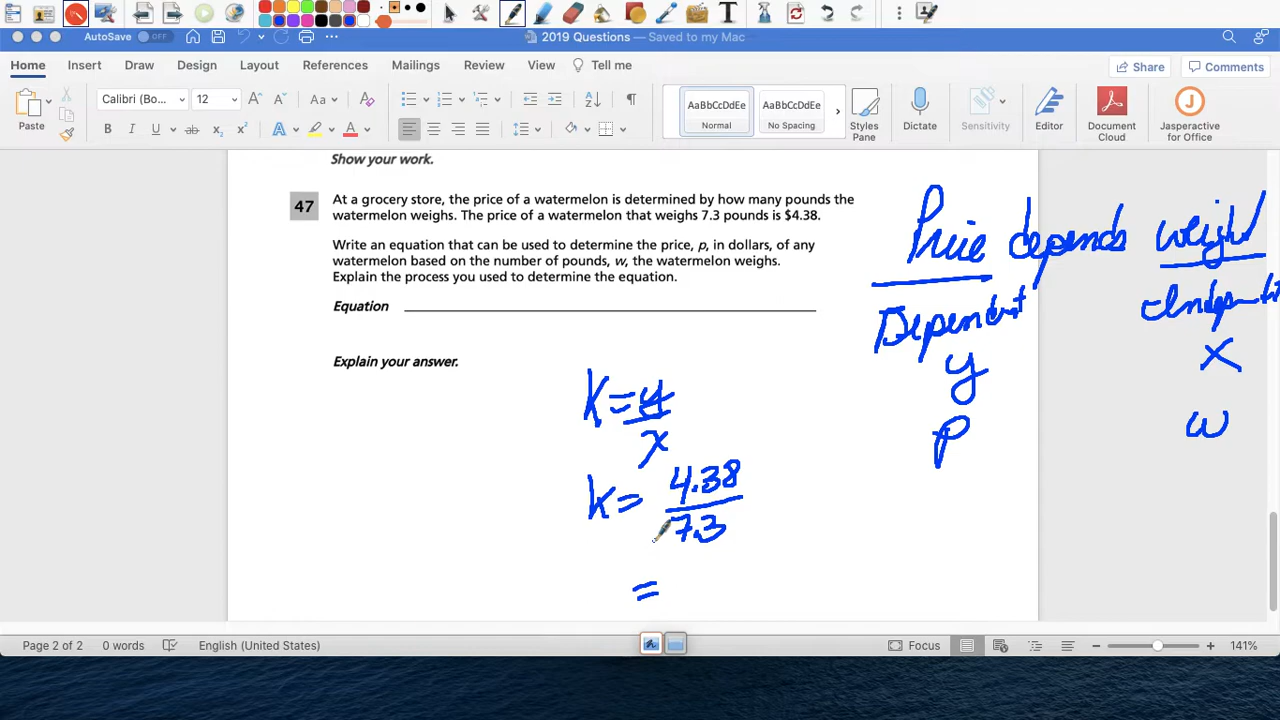 AutoSave OFF
2019 Questions — Saved to my Mac
Home Insert Draw Design Layout References Mailings Review View Tell me
Share Comments
Paste
Calibri (Bo... 12
AaBbCcDdEe AaBbCcDdEe
Normal No Spacing
Styles Pane
Dictate
Sensitivity
Editor
Document Cloud
Jasperactive for Office
Show your work.
47
At a grocery store, the price of a watermelon is determined by how many pounds the
watermelon weighs. The price of a watermelon that weighs 7.3 pounds is $4.38.
Write an equation that can be used to determine the price, p, in dollars, of any
watermelon based on the number of pounds, w, the watermelon weighs.
Explain the process you used to determine the equation.
Equation
Explain your answer.
Price depends weight
Dependent
y x
p w
k = y
x
k = 4.38
7.3
=
Page 2 of 2 0 words English (United States) Focus 141%